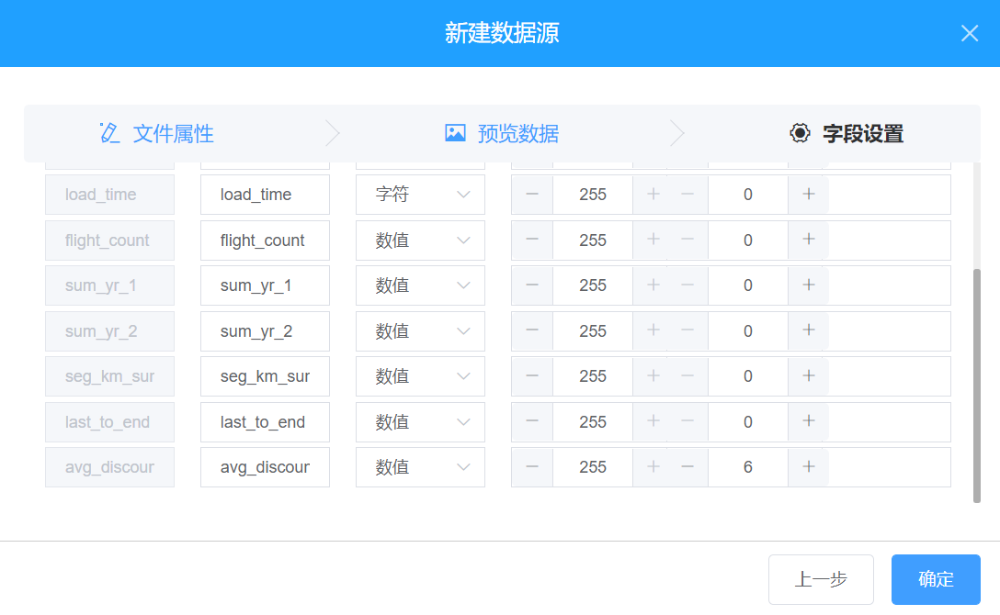 新建数据源
文件属性 预览数据 字段设置
load_time load_time 字符 255 0
flight_count flight_count 数值 255 0
sum_yr_1 sum_yr_1 数值 255 0
sum_yr_2 sum_yr_2 数值 255 0
seg_km_sur seg_km_sur 数值 255 0
last_to_end last_to_end 数值 255 0
avg_discour avg_discour 数值 255 6
上一步 确定